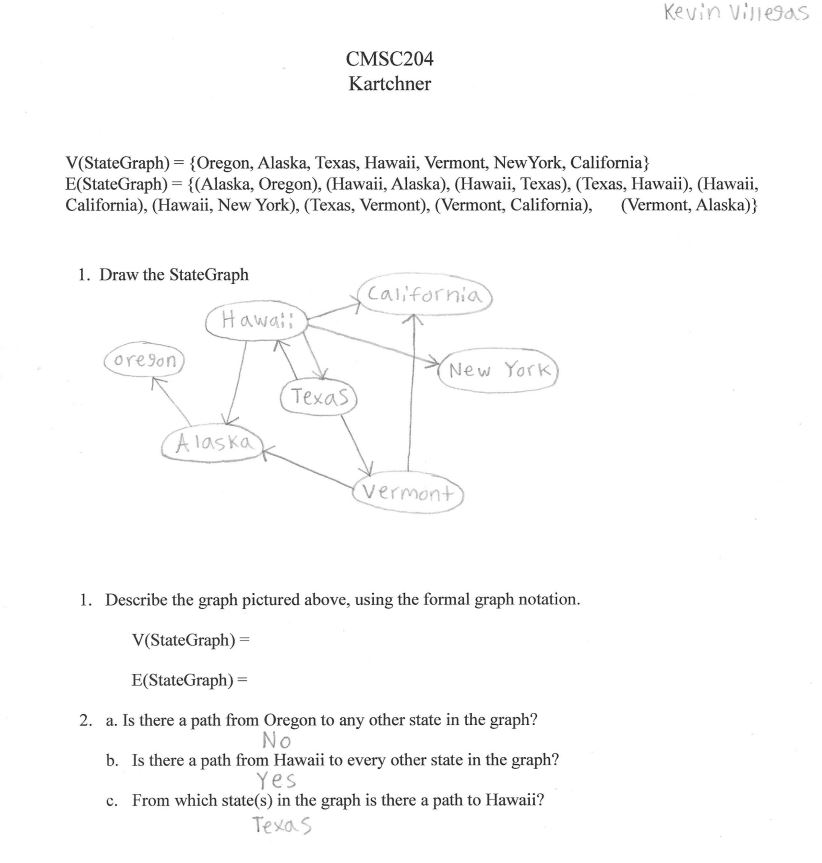 Kevin Villegas
CMSC204
Kartchner
V(StateGraph) = {Oregon, Alaska, Texas, Hawaii, Vermont, NewYork, California}
E(StateGraph) = {(Alaska, Oregon), (Hawaii, Alaska), (Hawaii, Texas), (Texas, Hawaii), (Hawaii,
California), (Hawaii, New York), (Texas, Vermont), (Vermont, California), (Vermont, Alaska)}
1. Draw the StateGraph
California
Hawaii
oregon
New York
Texas
Alaska
Vermont
1. Describe the graph pictured above, using the formal graph notation.
V(StateGraph) =
E(StateGraph) =
2. a. Is there a path from Oregon to any other state in the graph?
No
b. Is there a path from Hawaii to every other state in the graph?
Yes
c. From which state(s) in the graph is there a path to Hawaii?
Texas